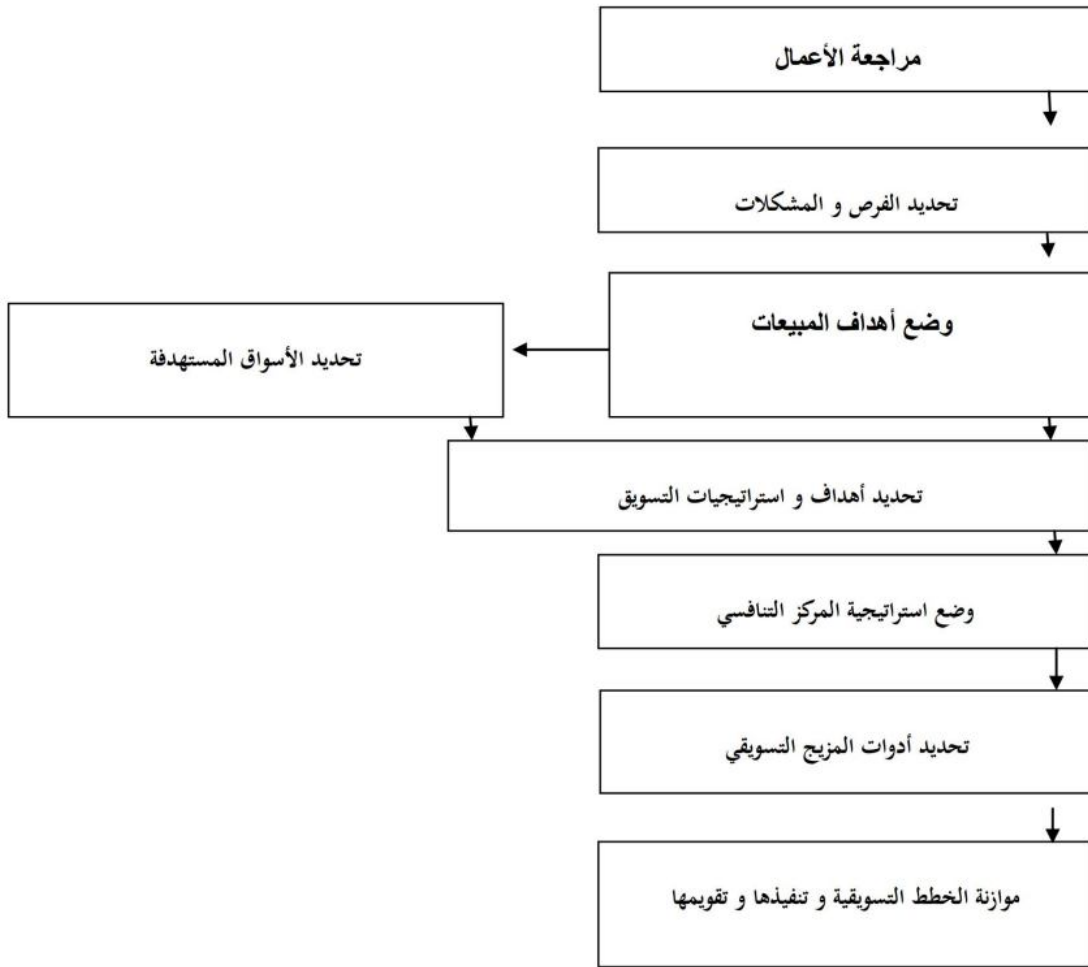 مراجعة الأعمال
تحديد الفرص و المشكلات
وضع أهداف المبيعات
تحديد الأسواق المستهدفة
تحديد أهداف و استراتيجيات التسويق
وضع استراتيجية المركز التنافسي
تحديد أدوات المزيج التسويقي
موازنة الخطط التسويقية و تنفيذها و تقويمها